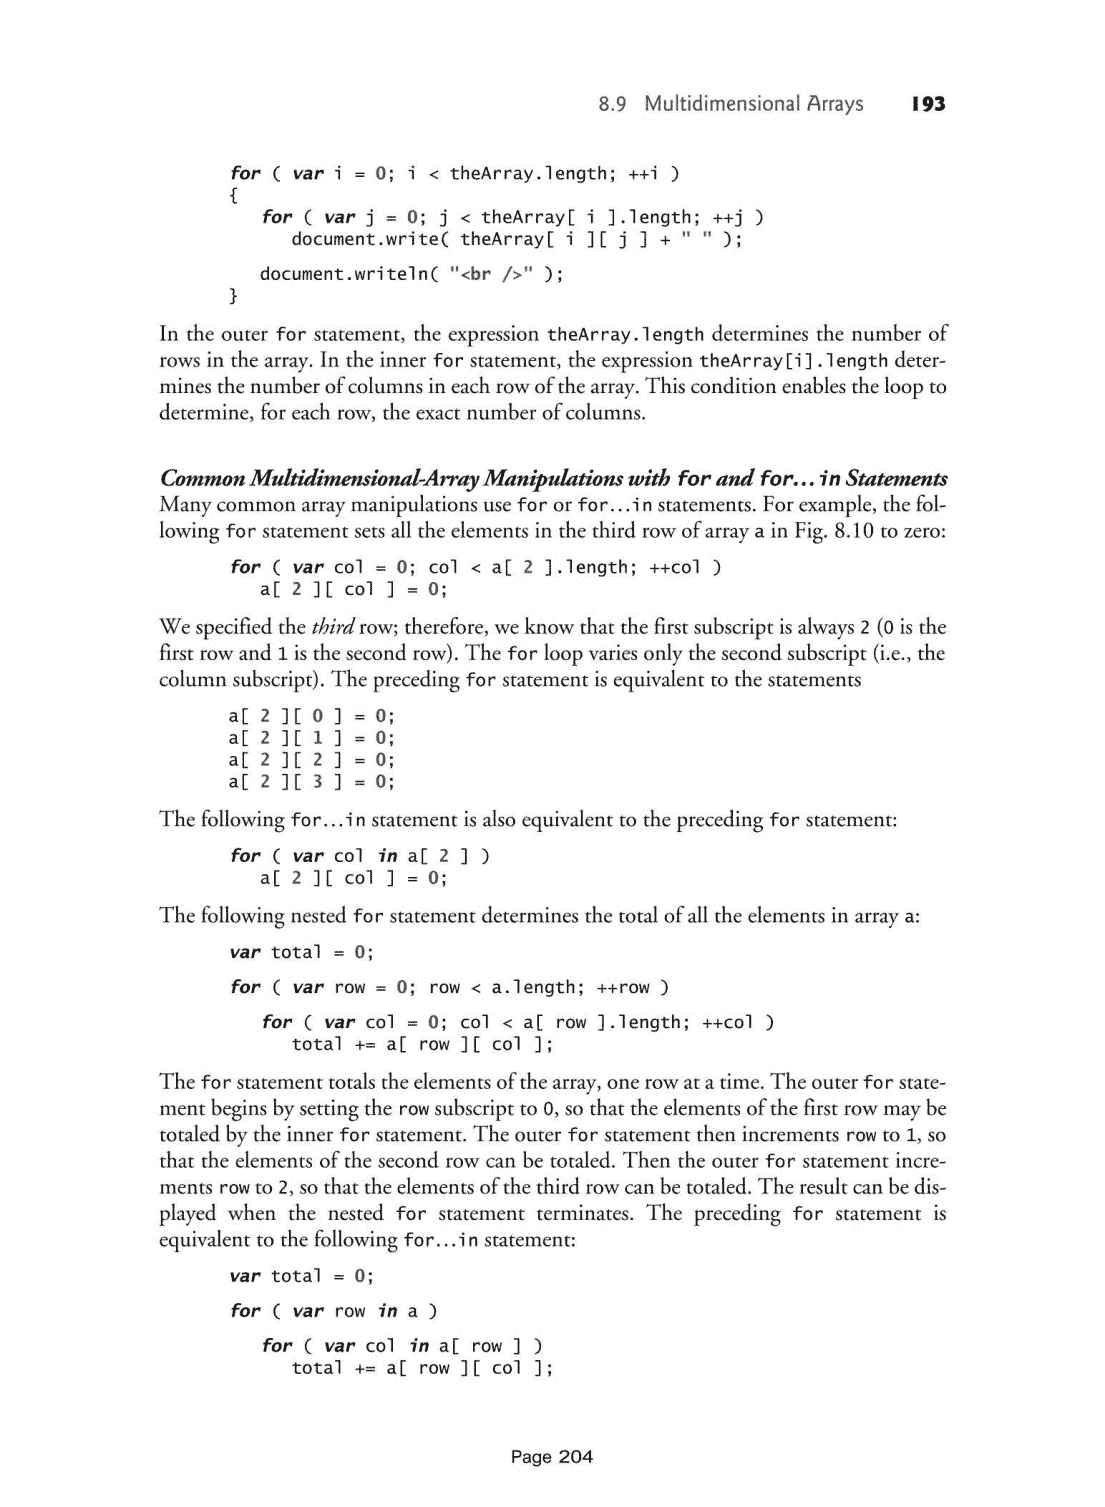 8.9 Multidimensional Arrays 193
for ( var i = 0; i < theArray.length; ++i )
{
for ( var j = 0; j < theArray[ i ].length; ++j )
document.write( theArray[ i ][ j ] + " " );
document.writeln( "<br />" );
}
In the outer for statement, the expression theArray.length determines the number of
rows in the array. In the inner for statement, the expression theArray[i].length deter-
mines the number of columns in each row of the array. This condition enables the loop to
determine, for each row, the exact number of columns.
Common Multidimensional-Array Manipulations with for and for...in Statements
Many common array manipulations use for or for...in statements. For example, the fol-
lowing for statement sets all the elements in the third row of array a in Fig. 8.10 to zero:
for ( var col = 0; col < a[ 2 ].length; ++col )
a[ 2 ][ col ] = 0;
We specified the third row; therefore, we know that the first subscript is always 2 (0 is the
first row and 1 is the second row). The for loop varies only the second subscript (i.e., the
column subscript). The preceding for statement is equivalent to the statements
a[ 2 ][ 0 ] = 0;
a[ 2 ][ 1 ] = 0;
a[ 2 ][ 2 ] = 0;
a[ 2 ][ 3 ] = 0;
The following for...in statement is also equivalent to the preceding for statement:
for ( var col in a[ 2 ] )
a[ 2 ][ col ] = 0;
The following nested for statement determines the total of all the elements in array a:
var total = 0;
for ( var row = 0; row < a.length; ++row )
for ( var col = 0; col < a[ row ].length; ++col )
total += a[ row ][ col ];
The for statement totals the elements of the array, one row at a time. The outer for state-
ment begins by setting the row subscript to 0, so that the elements of the first row may be
totaled by the inner for statement. The outer for statement then increments row to 1, so
that the elements of the second row can be totaled. Then the outer for statement incre-
ments row to 2, so that the elements of the third row can be totaled. The result can be dis-
played when the nested for statement terminates. The preceding for statement is
equivalent to the following for...in statement:
var total = 0;
for ( var row in a )
for ( var col in a[ row ] )
total += a[ row ][ col ];
Page 204